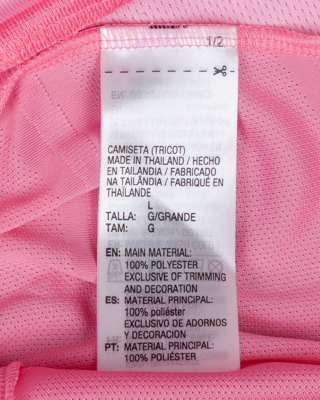 1/2
CAMISETA (TRICOT)
MADE IN THAILAND / HECHO
EN TAILANDIA / FABRICADO
NA TAILÂNDIA / FABRIQUÉ EN
THAÏLANDE
L
TALLA: G/GRANDE
TAM: G
EN: MAIN MATERIAL:
100% POLYESTER
EXCLUSIVE OF TRIMMING
AND DECORATION
ES: MATERIAL PRINCIPAL:
100% poliéster
EXCLUSIVO DE ADORNOS
Y DECORACION
PT: MATERIAL PRINCIPAL:
100% POLIÉSTER